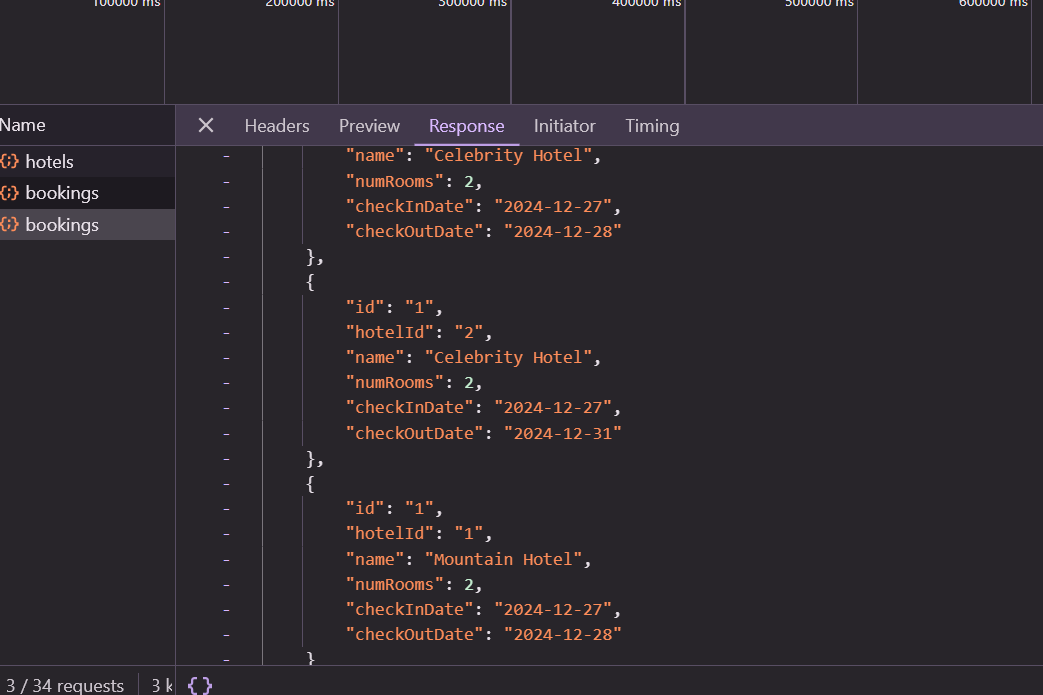 100000 ms 200000 ms 300000 ms 400000 ms 500000 ms 600000 ms
Name
Headers Preview Response Initiator Timing
hotels
bookings
bookings
- "name": "Celebrity Hotel",
- "numRooms": 2,
- "checkInDate": "2024-12-27",
- "checkOutDate": "2024-12-28"
- },
- {
- "id": "1",
- "hotelId": "2",
- "name": "Celebrity Hotel",
- "numRooms": 2,
- "checkInDate": "2024-12-27",
- "checkOutDate": "2024-12-31"
- },
- {
- "id": "1",
- "hotelId": "1",
- "name": "Mountain Hotel",
- "numRooms": 2,
- "checkInDate": "2024-12-27",
- "checkOutDate": "2024-12-28"
- }
3 / 34 requests 3 k {}